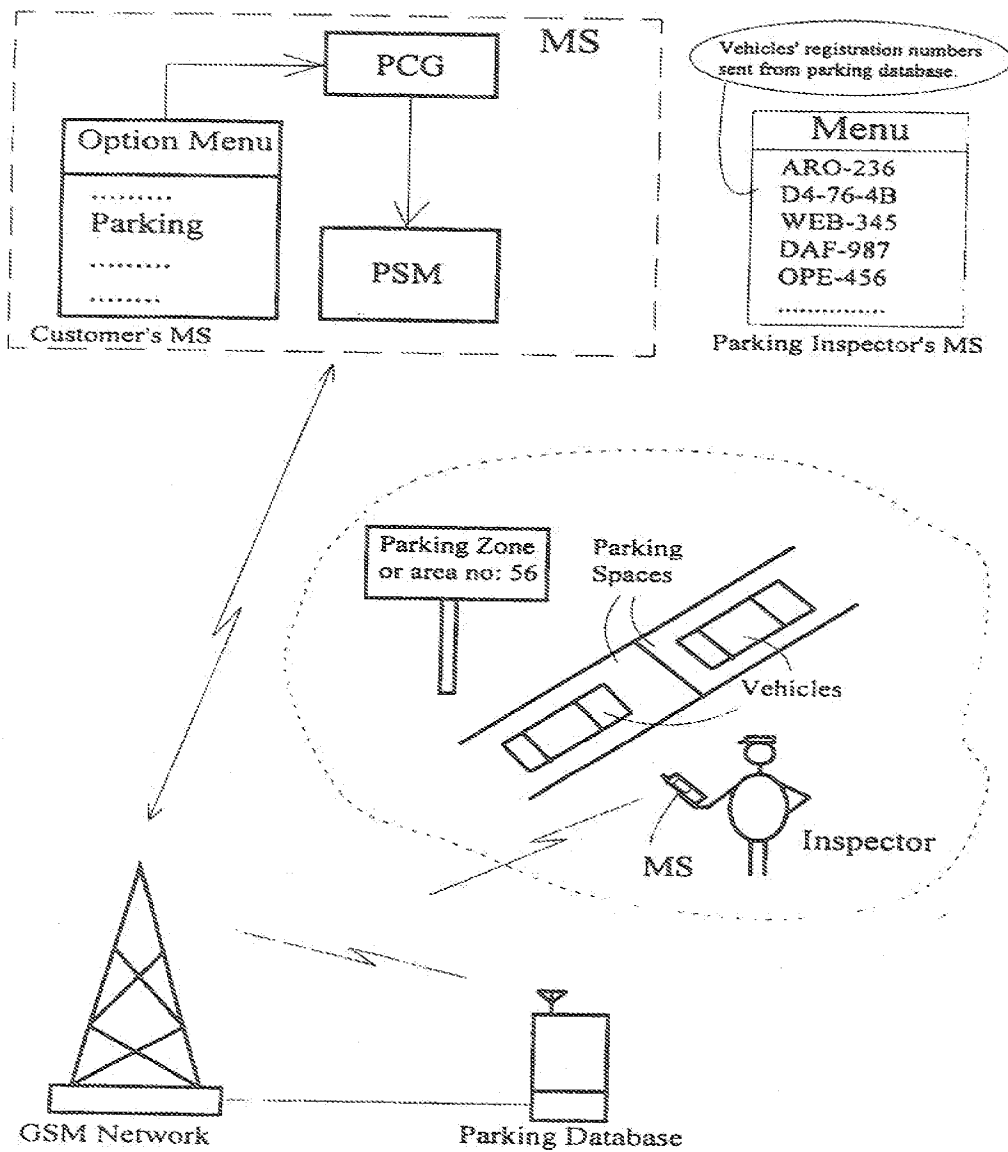 MS
PCG
Option Menu
.........
Parking
.........
.........
PSM
Customer's MS
Vehicles' registration numbers
sent from parking database.
Menu
ARO-236
D4-76-4B
WEB-345
DAF-987
OPE-456
..............
Parking Inspector's MS
Parking Zone
or area no: 56
Parking
Spaces
Vehicles
MS
Inspector
GSM Network
Parking Database